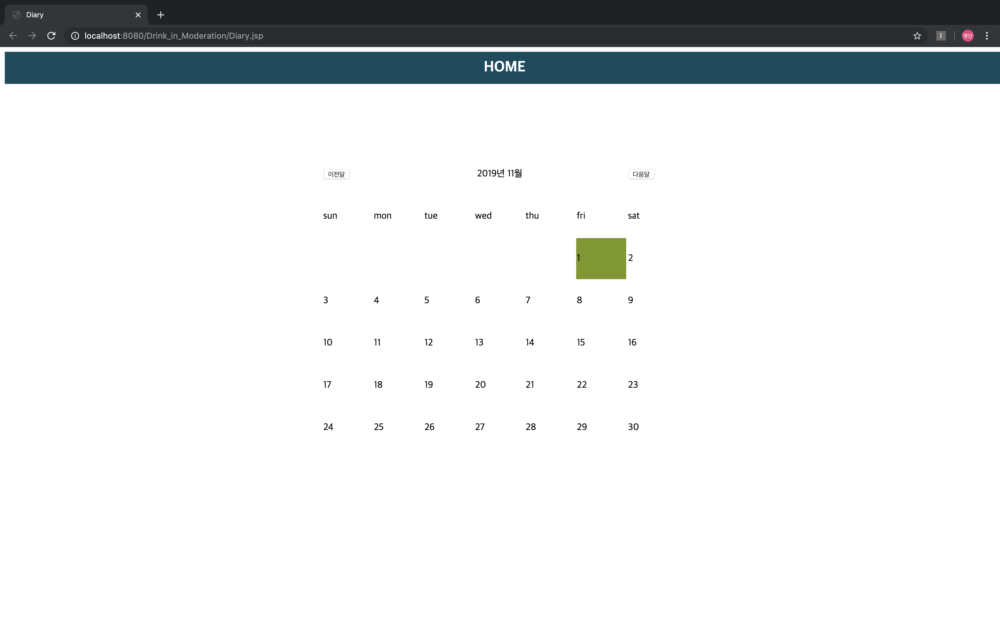 Diary
localhost:8080/Drink_in_Moderation/Diary.jsp
I
영단
HOME
이전달 2019년 11월 다음달
sun mon tue wed thu fri sat
1 2
3 4 5 6 7 8 9
10 11 12 13 14 15 16
17 18 19 20 21 22 23
24 25 26 27 28 29 30